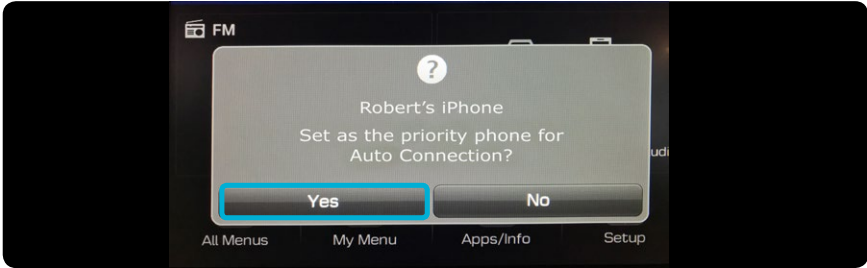 FM
?
Robert's iPhone
Set as the priority phone for
Auto Connection?
Yes
No
udi
All Menus
My Menu
Apps/Info
Setup